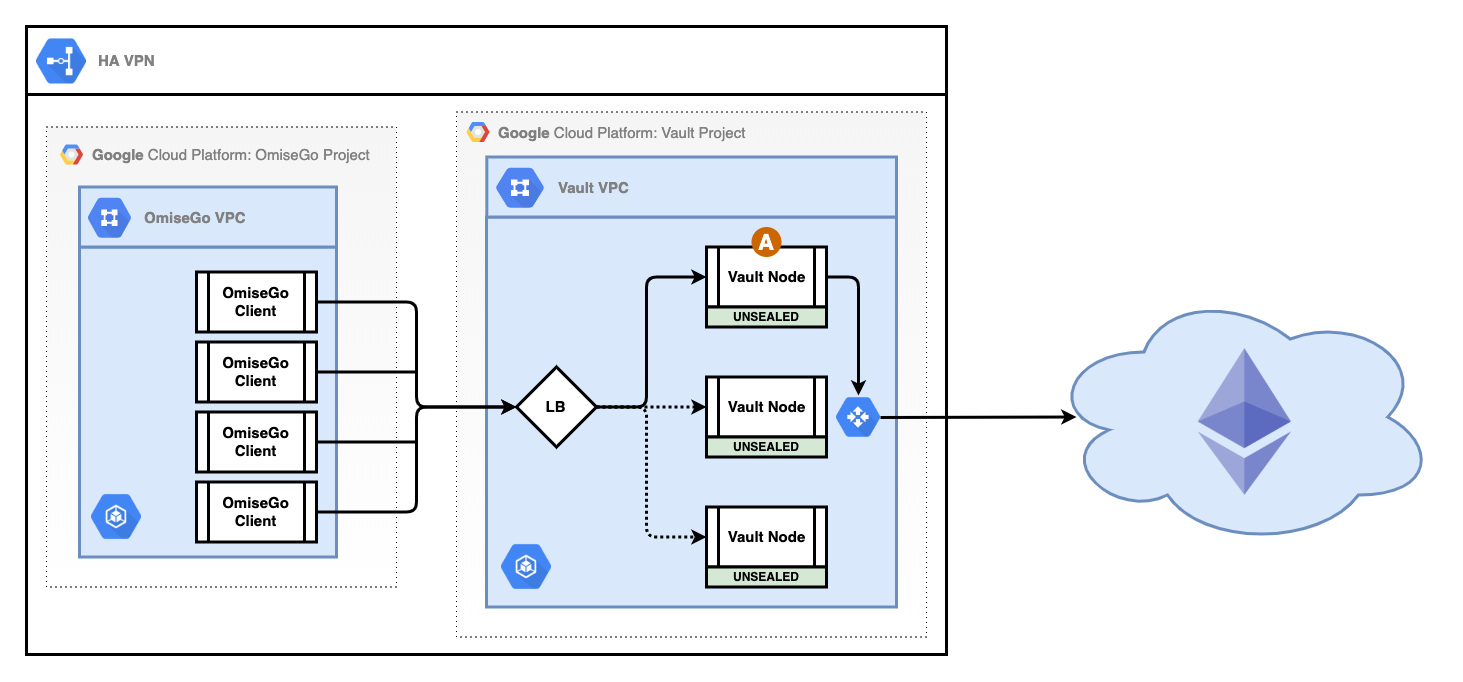 HA VPN
Google Cloud Platform: OmiseGo Project
OmiseGo VPC
OmiseGo
Client
OmiseGo
Client
OmiseGo
Client
OmiseGo
Client
Google Cloud Platform: Vault Project
Vault VPC
LB
A
Vault Node
UNSEALED
Vault Node
UNSEALED
Vault Node
UNSEALED